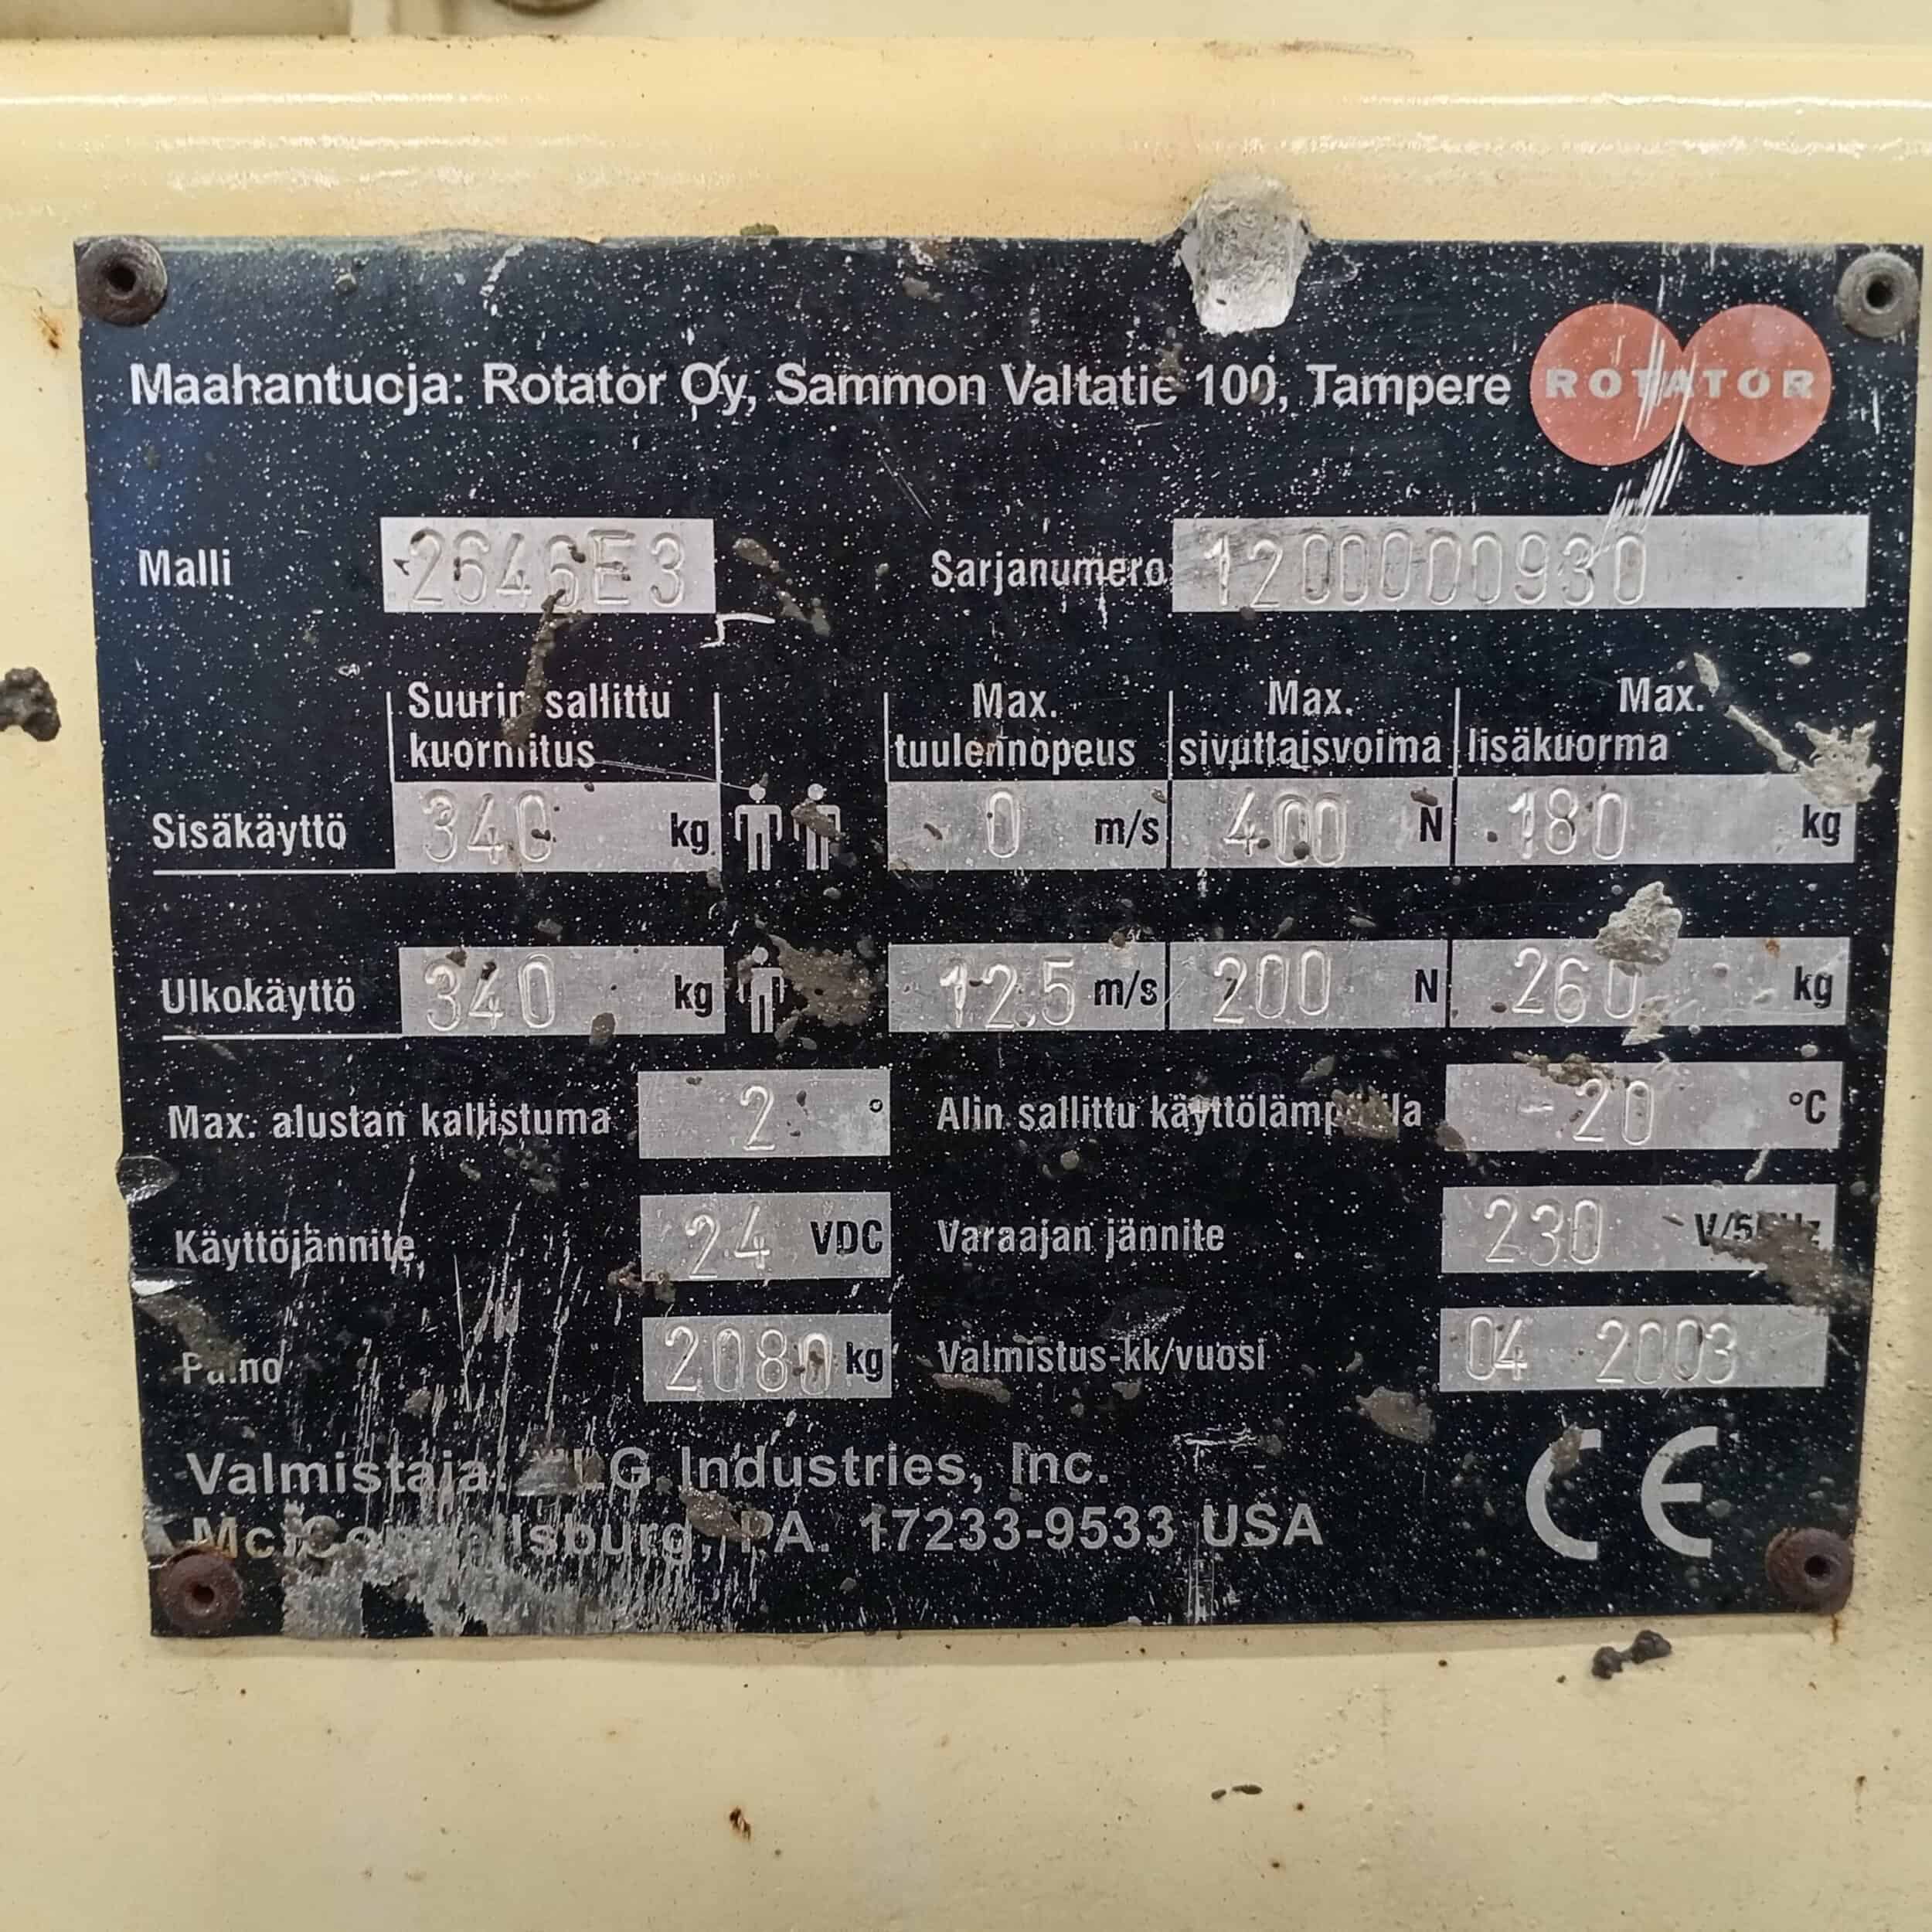 Maahantuoja: Rotator Oy, Sammon Valtatie 100, Tampere ROTATOR
Malli 2646E3 Sarjanumero 1200000930
Suurin sallittu kuormitus Max. tuulennopeus Max. sivuttaisvoima Max. lisäkuorma
Sisäkäyttö 340 kg 0 m/s 400 N 180 kg
Ulkokäyttö 340 kg 12.5 m/s 200 N 260 kg
Max. alustan kallistuma 2 ° Alin sallittu -20 °C
Käyttöjännite 24 VDC Varaajan jännite 230
Paino 2080 kg Valmistus-kk/vuosi 04 2003
Valmistaja: Industries, Inc.
PA. 17233-9533 USA
CE